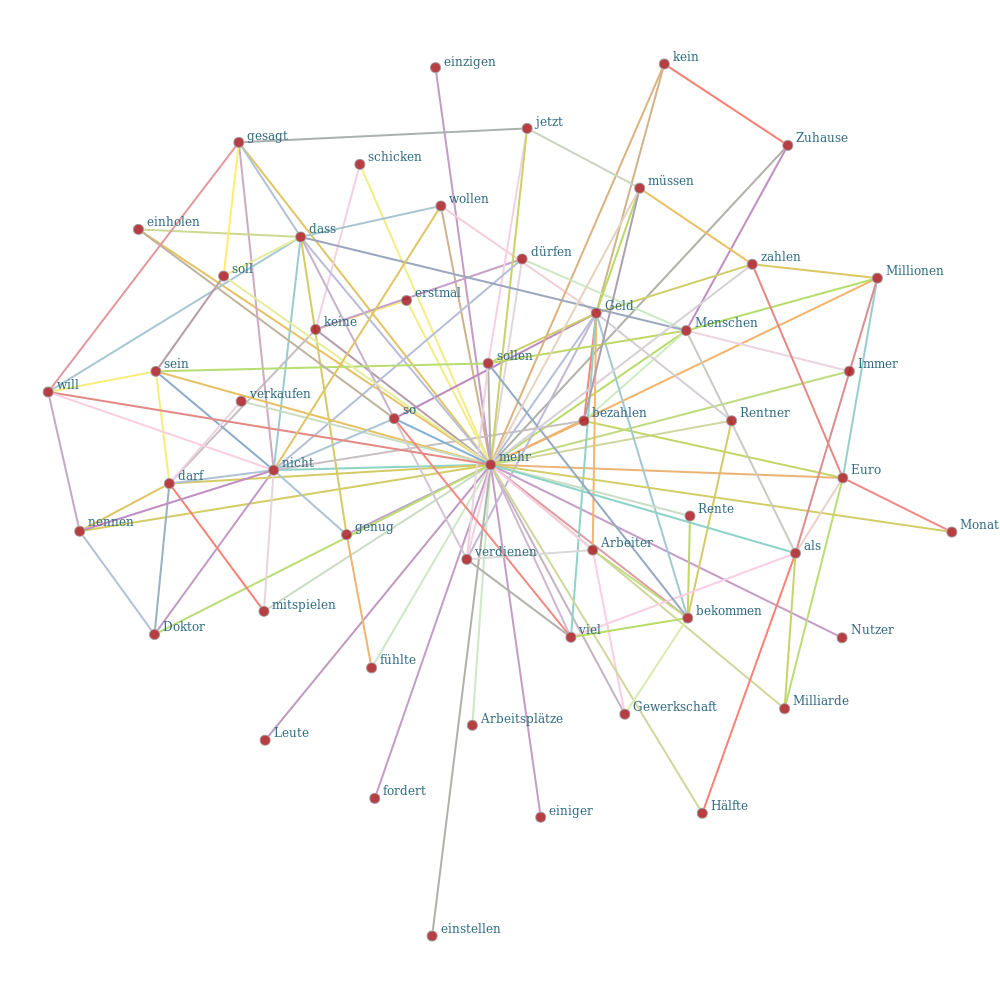 einzigen
kein
jetzt
gesagt
Zuhause
schicken
müssen
wollen
einholen
dass
dürfen
zahlen
soll
Millionen
erstmal
Geld
keine
Menschen
sollen
sein
Immer
will
verkaufen
so
bezahlen
Rentner
mehr
nicht
darf
Euro
nennen
Rente
Monat
genug
Arbeiter
verdienen
als
mitspielen
bekommen
Doktor
viel
Nutzer
fühlte
Milliarde
Gewerkschaft
Arbeitsplätze
Leute
fordert
Hälfte
einiger
einstellen